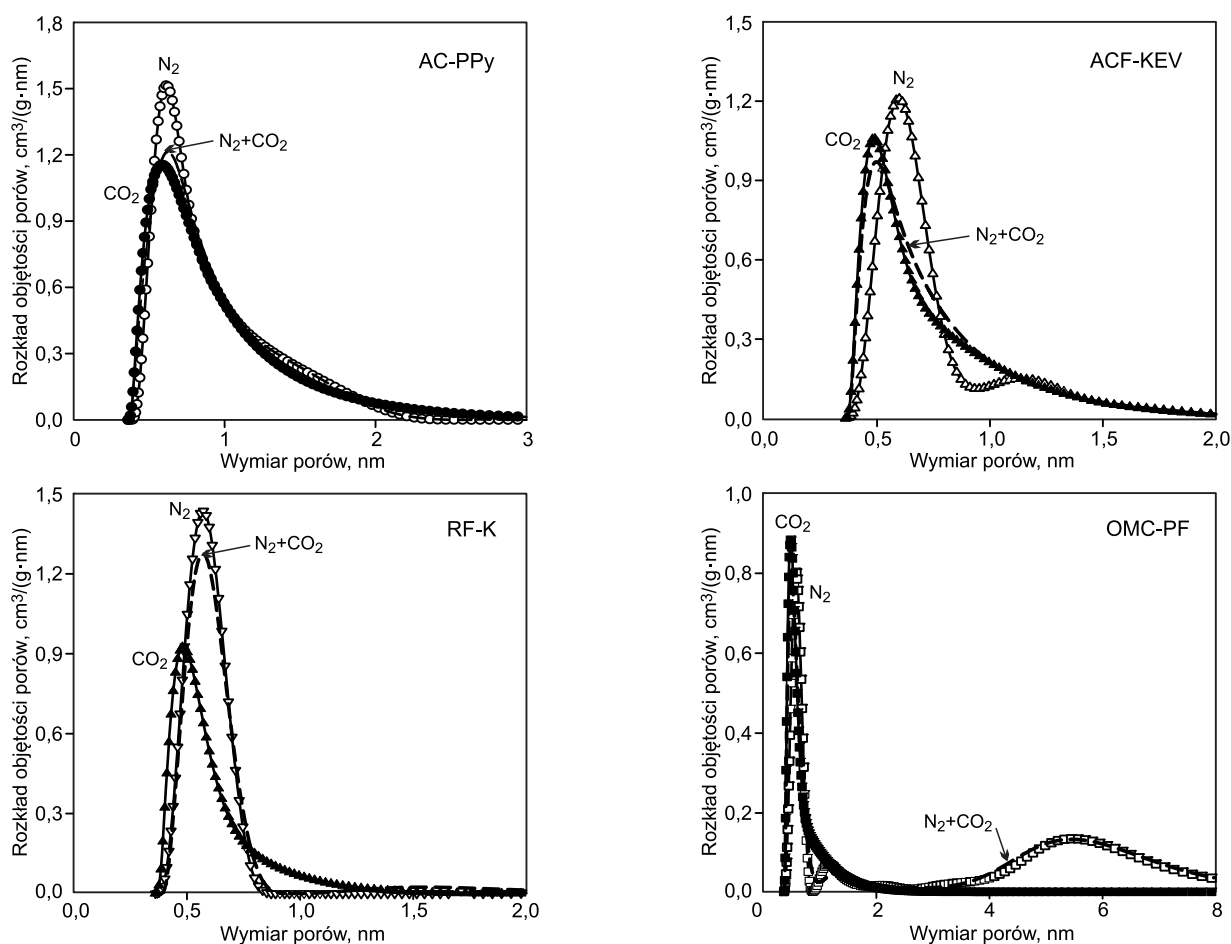 AC-PPy
N2
N2+CO2
CO2
Rozkład objętości porów, cm³/(g·nm)
1,8
1,5
1,2
0,9
0,6
0,3
0,0
0 1 2 3
Wymiar porów, nm
ACF-KEV
N2
CO2
N2+CO2
Rozkład objętości porów, cm³/(g·nm)
1,5
1,2
0,9
0,6
0,3
0,0
0,0 0,5 1,0 1,5 2,0
Wymiar porów, nm
RF-K
N2
N2+CO2
CO2
Rozkład objętości porów, cm³/(g·nm)
1,5
1,2
0,9
0,6
0,3
0,0
0,0 0,5 1,0 1,5 2,0
Wymiar porów, nm
OMC-PF
CO2
N2
N2+CO2
Rozkład objętości porów, cm³/(g·nm)
1,0
0,8
0,6
0,4
0,2
0,0
0 2 4 6 8
Wymiar porów, nm